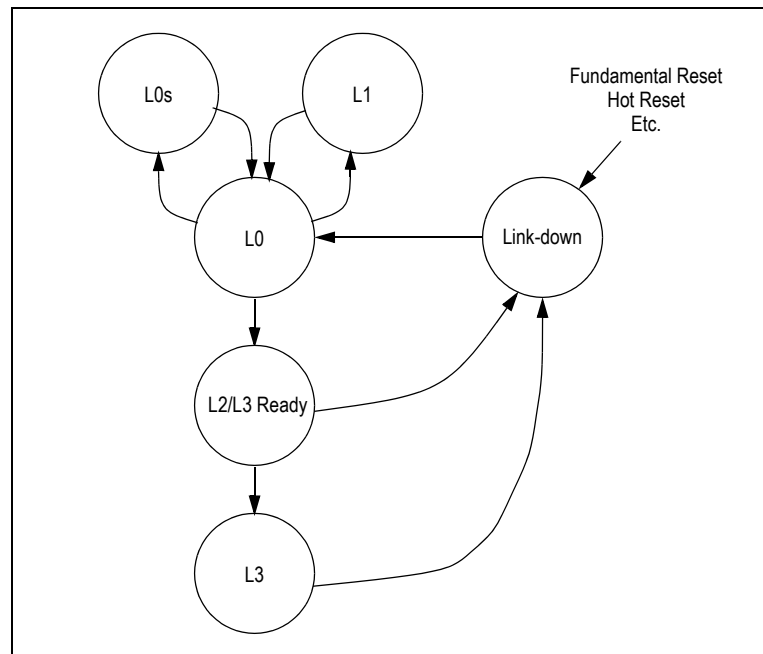 L0s
L1
Fundamental Reset
Hot Reset
Etc.
L0
Link-down
L2/L3 Ready
L3